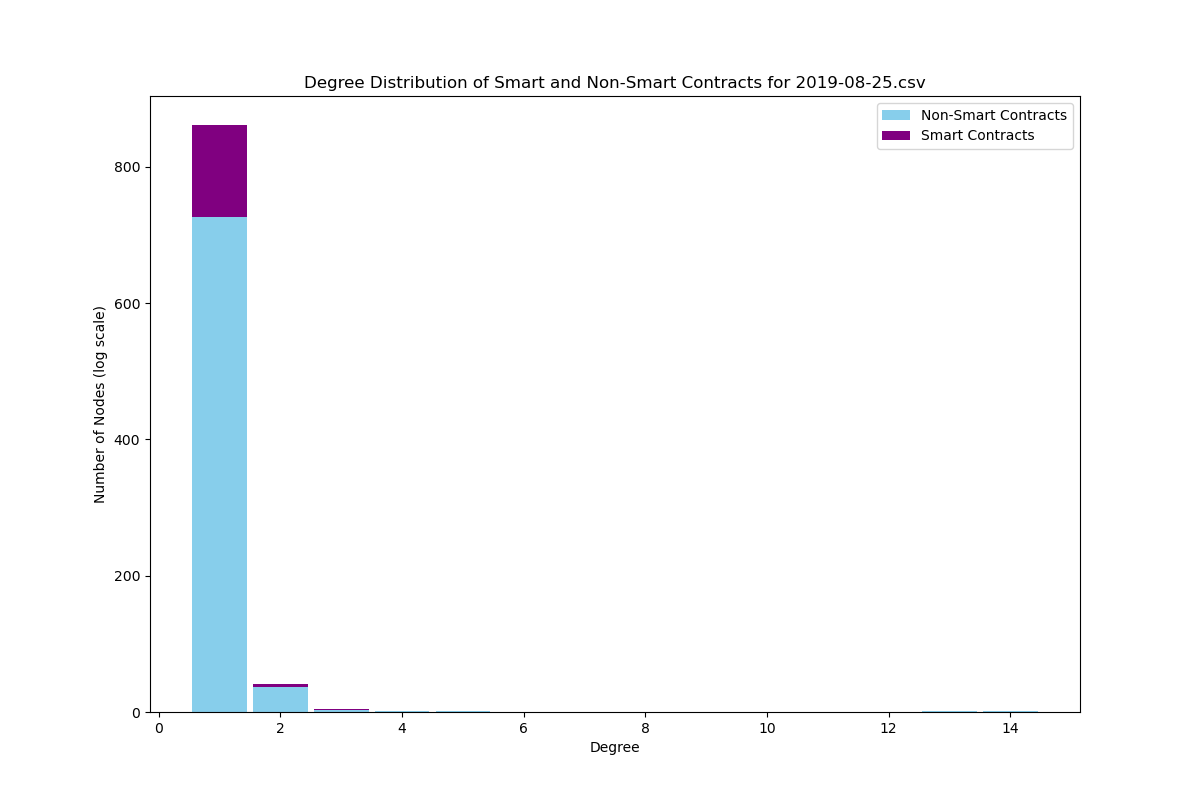 Degree Distribution of Smart and Non-Smart Contracts for 2019-08-25.csv
Non-Smart Contracts
Smart Contracts
Number of Nodes (log scale)
800
600
400
200
0
0 2 4 6 8 10 12 14
Degree